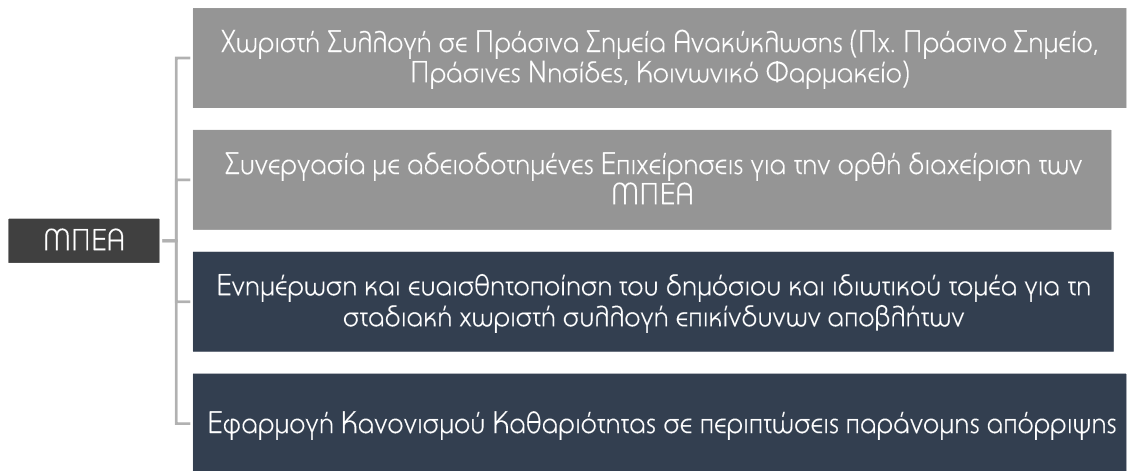 Χωριστή Συλλογή σε Πράσινα Σημεία Ανακύκλωσης (Πχ. Πράσινο Σημείο,
Πράσινες Νησίδες, Κοινωνικό Φαρμακείο)
Συνεργασία με αδειοδοτημένες Επιχείρησεις για την ορθή διαχείριση των
ΜΠΕΑ
ΜΠΕΑ
Ενημέρωση και ευαισθητοποίηση του δημόσιου και ιδιωτικού τομέα για τη
σταδιακή χωριστή συλλογή επικίνδυνων αποβλήτων
Εφαρμογή Κανονισμού Καθαριότητας σε περιπτώσεις παράνομης απόρριψης